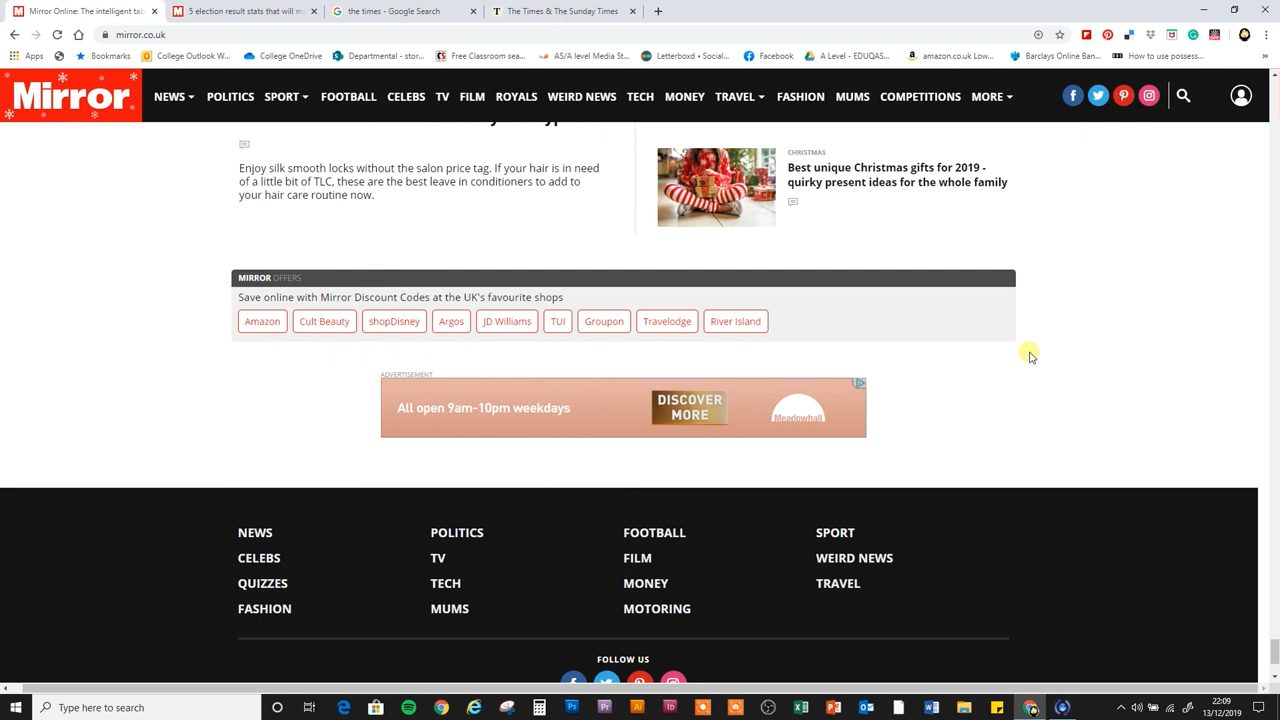 Mirror Online: The intelligent tab
5 election result stats that will m
the times - Google Search
The Times & The Sunday Times
mirror.co.uk
Apps
Bookmarks
College Outlook W...
College OneDrive
Departmental - stor...
Free Classroom sea...
AS/A level Media St...
Letterboxd • Social...
Facebook
A Level - EDUQAS...
amazon.co.uk Low...
Barclays Online Ban...
How to use possess...
Mirror
NEWS
POLITICS
SPORT
FOOTBALL
CELEBS
TV
FILM
ROYALS
WEIRD NEWS
TECH
MONEY
TRAVEL
FASHION
MUMS
COMPETITIONS
MORE
Enjoy silk smooth locks without the salon price tag. If your hair is in need
of a little bit of TLC, these are the best leave in conditioners to add to
your hair care routine now.
CHRISTMAS
Best unique Christmas gifts for 2019 -
quirky present ideas for the whole family
MIRROR OFFERS
Save online with Mirror Discount Codes at the UK's favourite shops
Amazon
Cult Beauty
shopDisney
Argos
JD Williams
TUI
Groupon
Travelodge
River Island
ADVERTISEMENT
All open 9am-10pm weekdays
DISCOVER
MORE
Meadowhall
NEWS
POLITICS
FOOTBALL
SPORT
CELEBS
TV
FILM
WEIRD NEWS
QUIZZES
TECH
MONEY
TRAVEL
FASHION
MUMS
MOTORING
FOLLOW US
Type here to search
22:09
13/12/2019